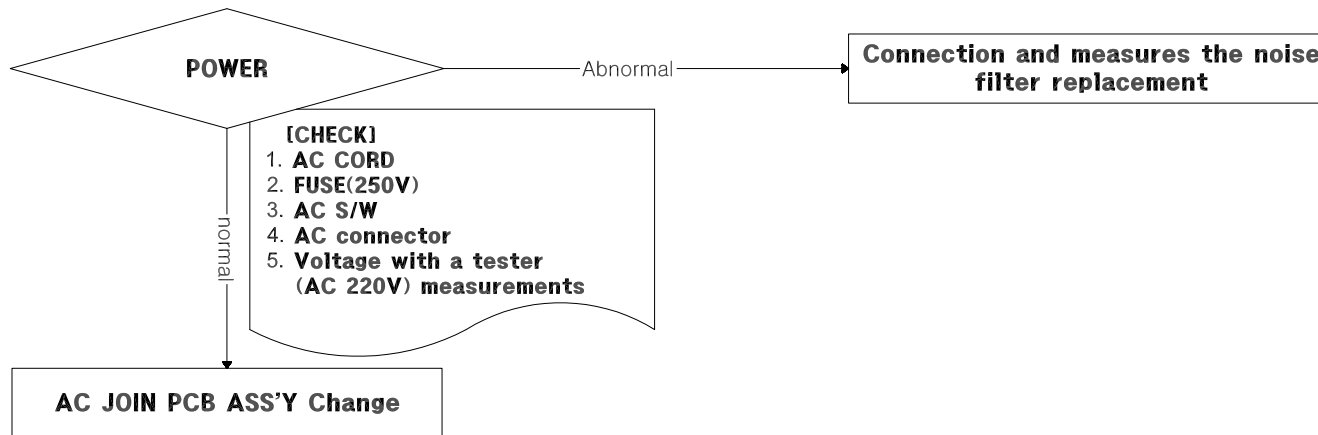 POWER
Abnormal
Connection and measures the noise
filter replacement
[CHECK]
1. AC CORD
2. FUSE(250V)
3. AC S/W
4. AC connector
5. Voltage with a tester
(AC 220V) measurements
normal
AC JOIN PCB ASS'Y Change